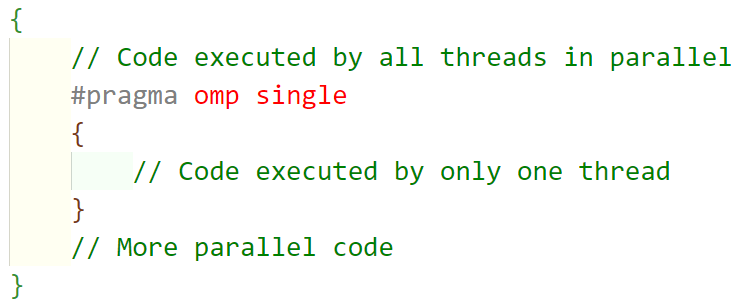 {
// Code executed by all threads in parallel
#pragma omp single
{
// Code executed by only one thread
}
// More parallel code
}